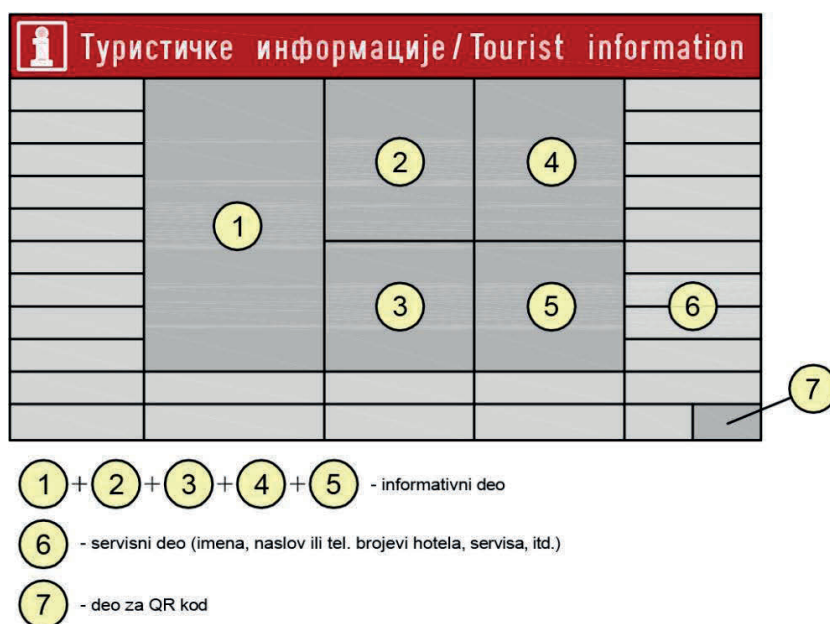 Туристичке информације / Tourist information
2
4
1
3
5
6
7
1 + 2 + 3 + 4 + 5 - informativni deo
6 - servisni deo (imena, naslov ili tel. brojevi hotela, servisa, itd.)
7 - deo za QR kod